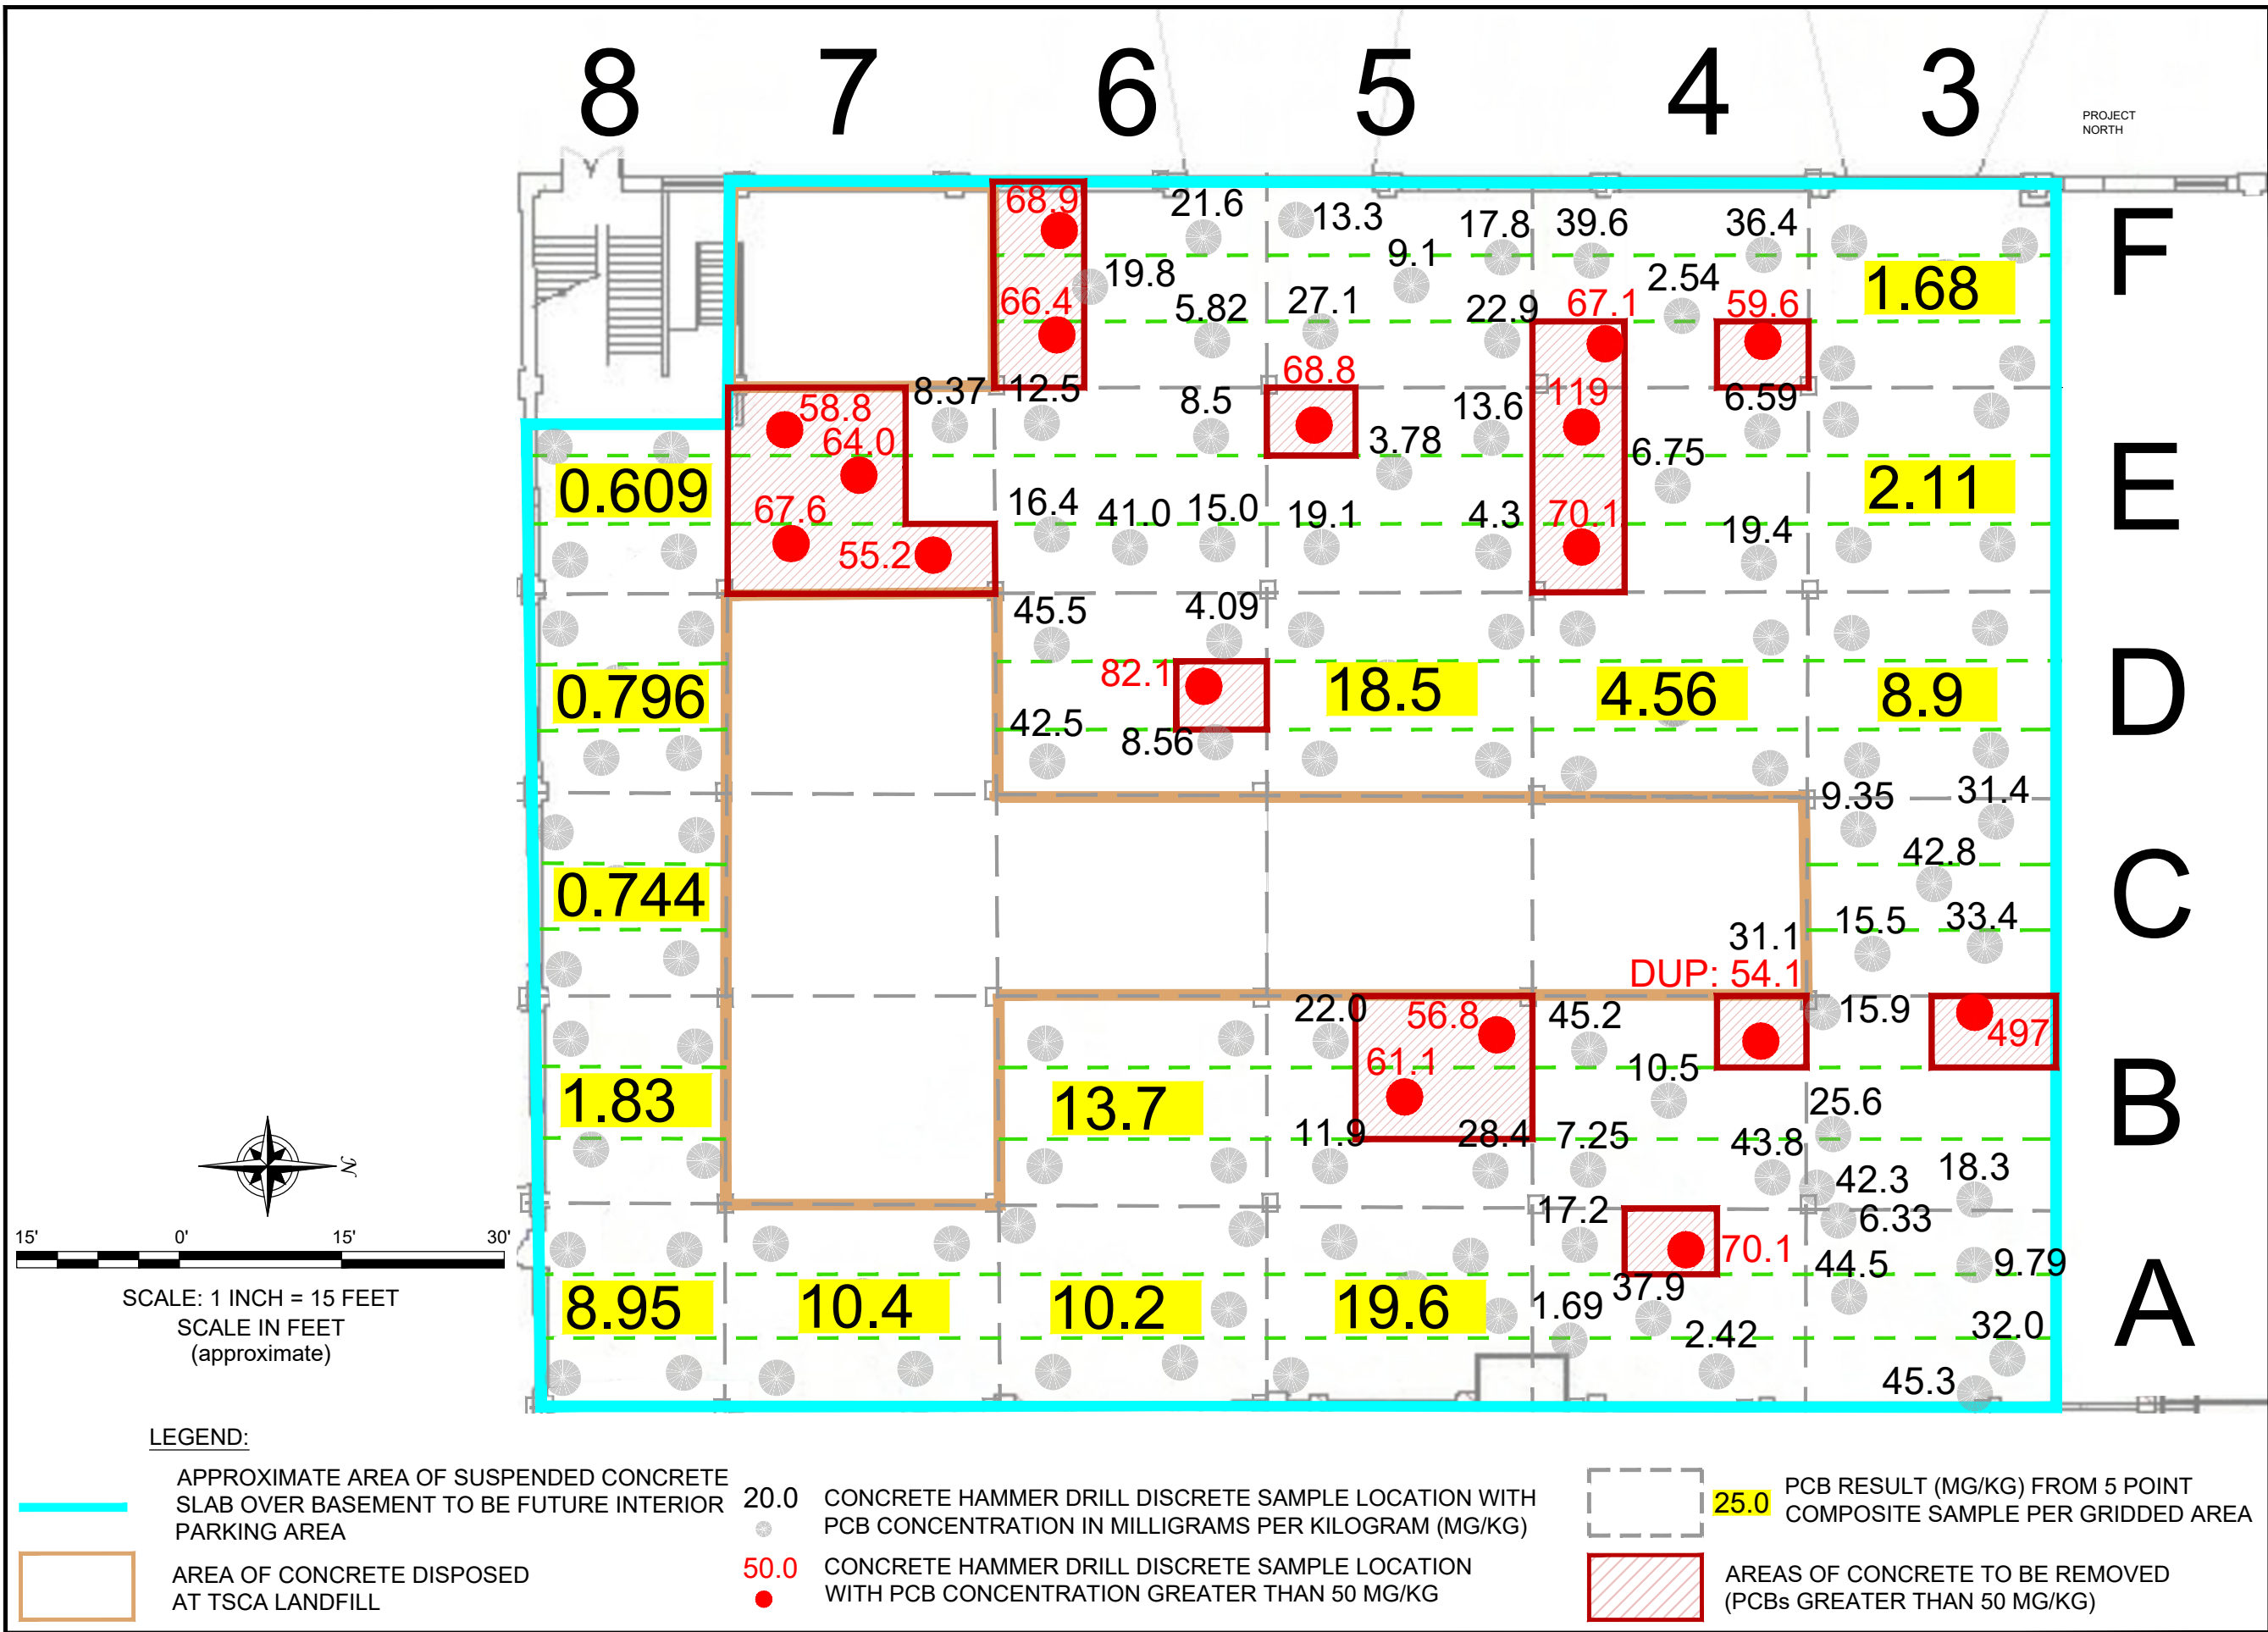 8 7 6 5 4 3
PROJECT
NORTH
68.9 21.6 13.3 17.8 39.6 36.4
F
9.1
19.8 2.54 1.68
66.4 5.82 27.1 22.9 67.1 59.6
68.8
8.37 12.5 8.5 13.6 119 6.59
58.8
64.0 3.78 6.75
0.609 2.11 E
67.6 16.4 41.0 15.0 19.1 4.3 70.1 19.4
55.2
45.5 4.09
82.1
0.796 18.5 4.56 8.9 D
42.5 8.56
9.35 31.4
42.8
0.744 C
15.5 33.4
31.1
DUP: 54.1
22.0 56.8 45.2 15.9 497
61.1 10.5
1.83 13.7 25.6 B
11.9 28.4 7.25 43.8
42.3 18.3
17.2 6.33
70.1 44.5 9.79
8.95 10.4 10.2 19.6 1.69 37.9 A
2.42 32.0
45.3
N
15' 0' 15' 30'
SCALE: 1 INCH = 15 FEET
SCALE IN FEET
(approximate)
LEGEND:
APPROXIMATE AREA OF SUSPENDED CONCRETE
SLAB OVER BASEMENT TO BE FUTURE INTERIOR
PARKING AREA
AREA OF CONCRETE DISPOSED
AT TSCA LANDFILL
20.0 CONCRETE HAMMER DRILL DISCRETE SAMPLE LOCATION WITH
PCB CONCENTRATION IN MILLIGRAMS PER KILOGRAM (MG/KG)
50.0 CONCRETE HAMMER DRILL DISCRETE SAMPLE LOCATION
WITH PCB CONCENTRATION GREATER THAN 50 MG/KG
25.0 PCB RESULT (MG/KG) FROM 5 POINT
COMPOSITE SAMPLE PER GRIDDED AREA
AREAS OF CONCRETE TO BE REMOVED
(PCBs GREATER THAN 50 MG/KG)